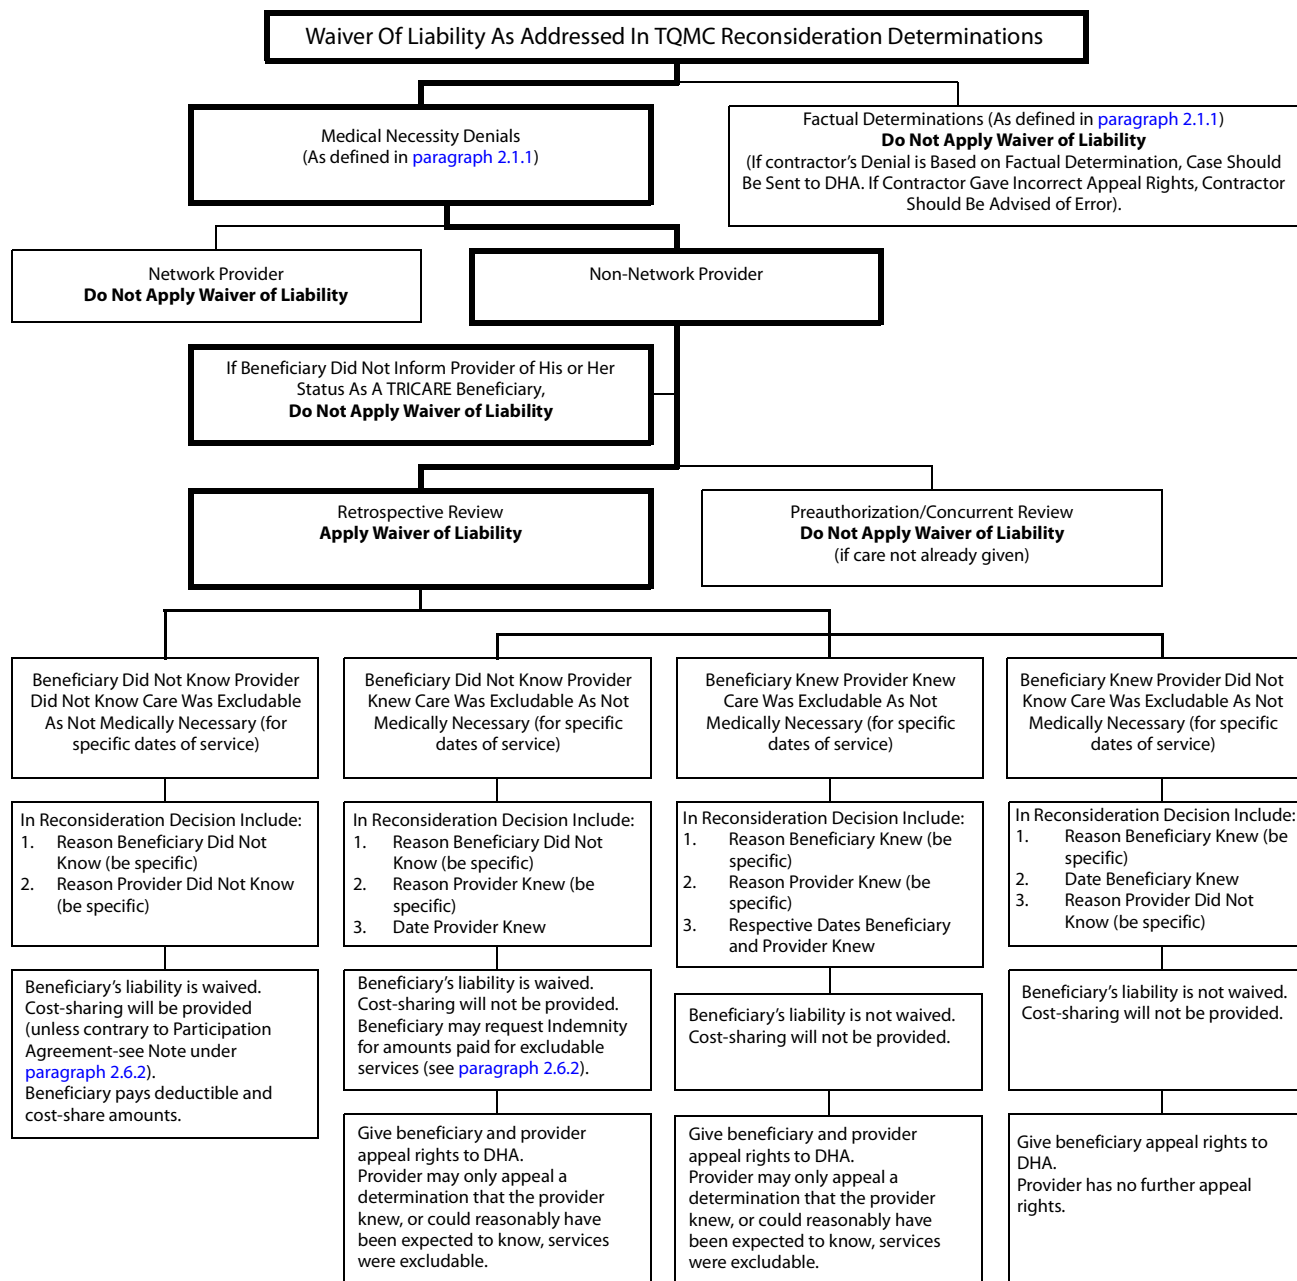 Waiver Of Liability As Addressed In TQMC Reconsideration Determinations
Medical Necessity Denials
(As defined in paragraph 2.1.1)
Factual Determinations (As defined in paragraph 2.1.1)
Do Not Apply Waiver of Liability
(If contractor’s Denial is Based on Factual Determination, Case Should
Be Sent to DHA. If Contractor Gave Incorrect Appeal Rights, Contractor
Should Be Advised of Error).
Network Provider
Do Not Apply Waiver of Liability
Non-Network Provider
If Beneficiary Did Not Inform Provider of His or Her
Status As A TRICARE Beneficiary,
Do Not Apply Waiver of Liability
Retrospective Review
Apply Waiver of Liability
Preauthorization/Concurrent Review
Do Not Apply Waiver of Liability
(if care not already given)
Beneficiary Did Not Know Provider
Did Not Know Care Was Excludable
As Not Medically Necessary (for
specific dates of service)
Beneficiary Did Not Know Provider
Knew Care Was Excludable As Not
Medically Necessary (for specific
dates of service)
Beneficiary Knew Provider Knew
Care Was Excludable As Not
Medically Necessary (for specific
dates of service)
Beneficiary Knew Provider Did Not
Know Care Was Excludable As Not
Medically Necessary (for specific
dates of service)
In Reconsideration Decision Include:
1. Reason Beneficiary Did Not
Know (be specific)
2. Reason Provider Did Not Know
(be specific)
In Reconsideration Decision Include:
1. Reason Beneficiary Did Not
Know (be specific)
2. Reason Provider Knew (be
specific)
3. Date Provider Knew
In Reconsideration Decision Include:
1. Reason Beneficiary Knew (be
specific)
2. Reason Provider Knew (be
specific)
3. Respective Dates Beneficiary
and Provider Knew
In Reconsideration Decision Include:
1. Reason Beneficiary Knew (be
specific)
2. Date Beneficiary Knew
3. Reason Provider Did Not
Know (be specific)
Beneficiary’s liability is waived.
Cost-sharing will be provided
(unless contrary to Participation
Agreement-see Note under
paragraph 2.6.2).
Beneficiary pays deductible and
cost-share amounts.
Beneficiary’s liability is waived.
Cost-sharing will not be provided.
Beneficiary may request Indemnity
for amounts paid for excludable
services (see paragraph 2.6.2).
Beneficiary’s liability is not waived.
Cost-sharing will not be provided.
Beneficiary’s liability is not waived.
Cost-sharing will not be provided.
Give beneficiary and provider
appeal rights to DHA.
Provider may only appeal a
determination that the provider
knew, or could reasonably have
been expected to know, services
were excludable.
Give beneficiary and provider
appeal rights to DHA.
Provider may only appeal a
determination that the provider
knew, or could reasonably have
been expected to know, services
were excludable.
Give beneficiary appeal rights to
DHA.
Provider has no further appeal
rights.